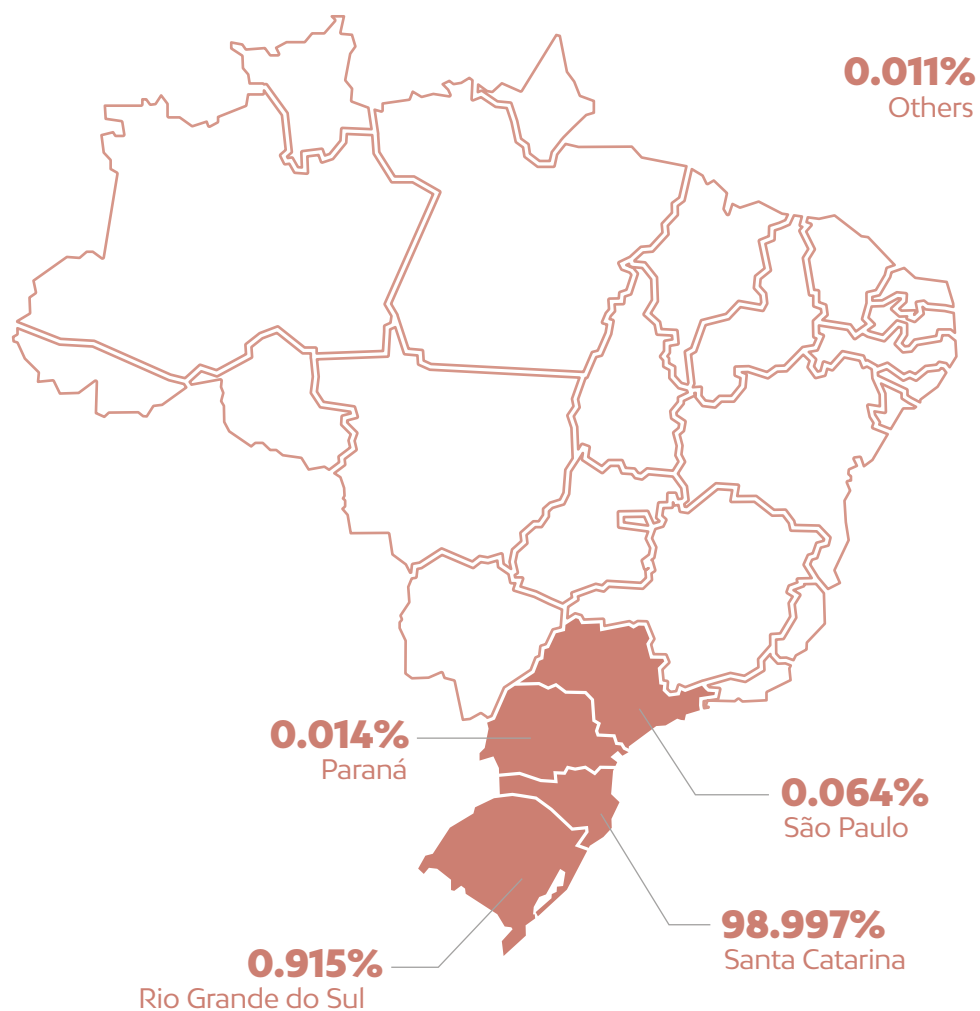 0.011%
Others
0.014%
Paraná
0.064%
São Paulo
98.997%
Santa Catarina
0.915%
Rio Grande do Sul